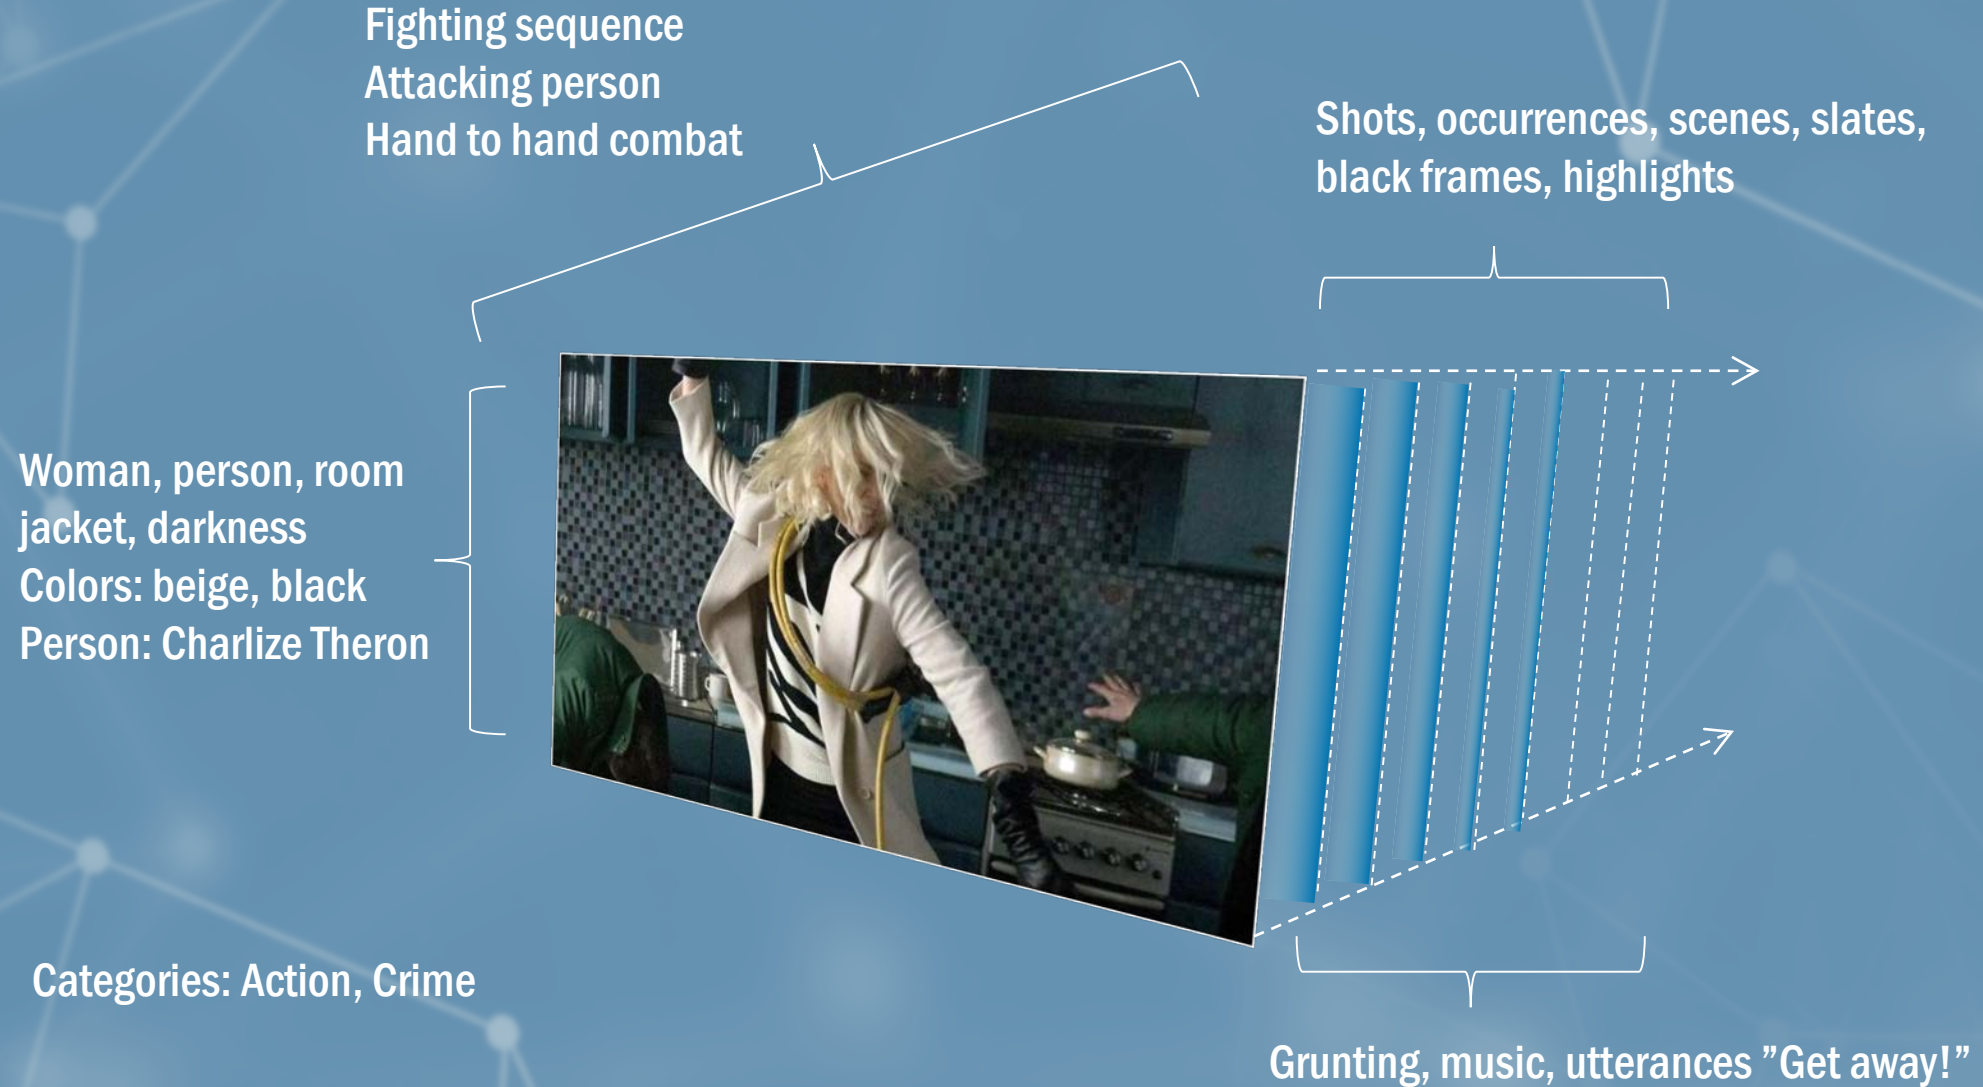 Fighting sequence
Attacking person
Hand to hand combat
Shots, occurrences, scenes, slates,
black frames, highlights
Woman, person, room
jacket, darkness
Colors: beige, black
Person: Charlize Theron
Categories: Action, Crime
Grunting, music, utterances ”Get away!”